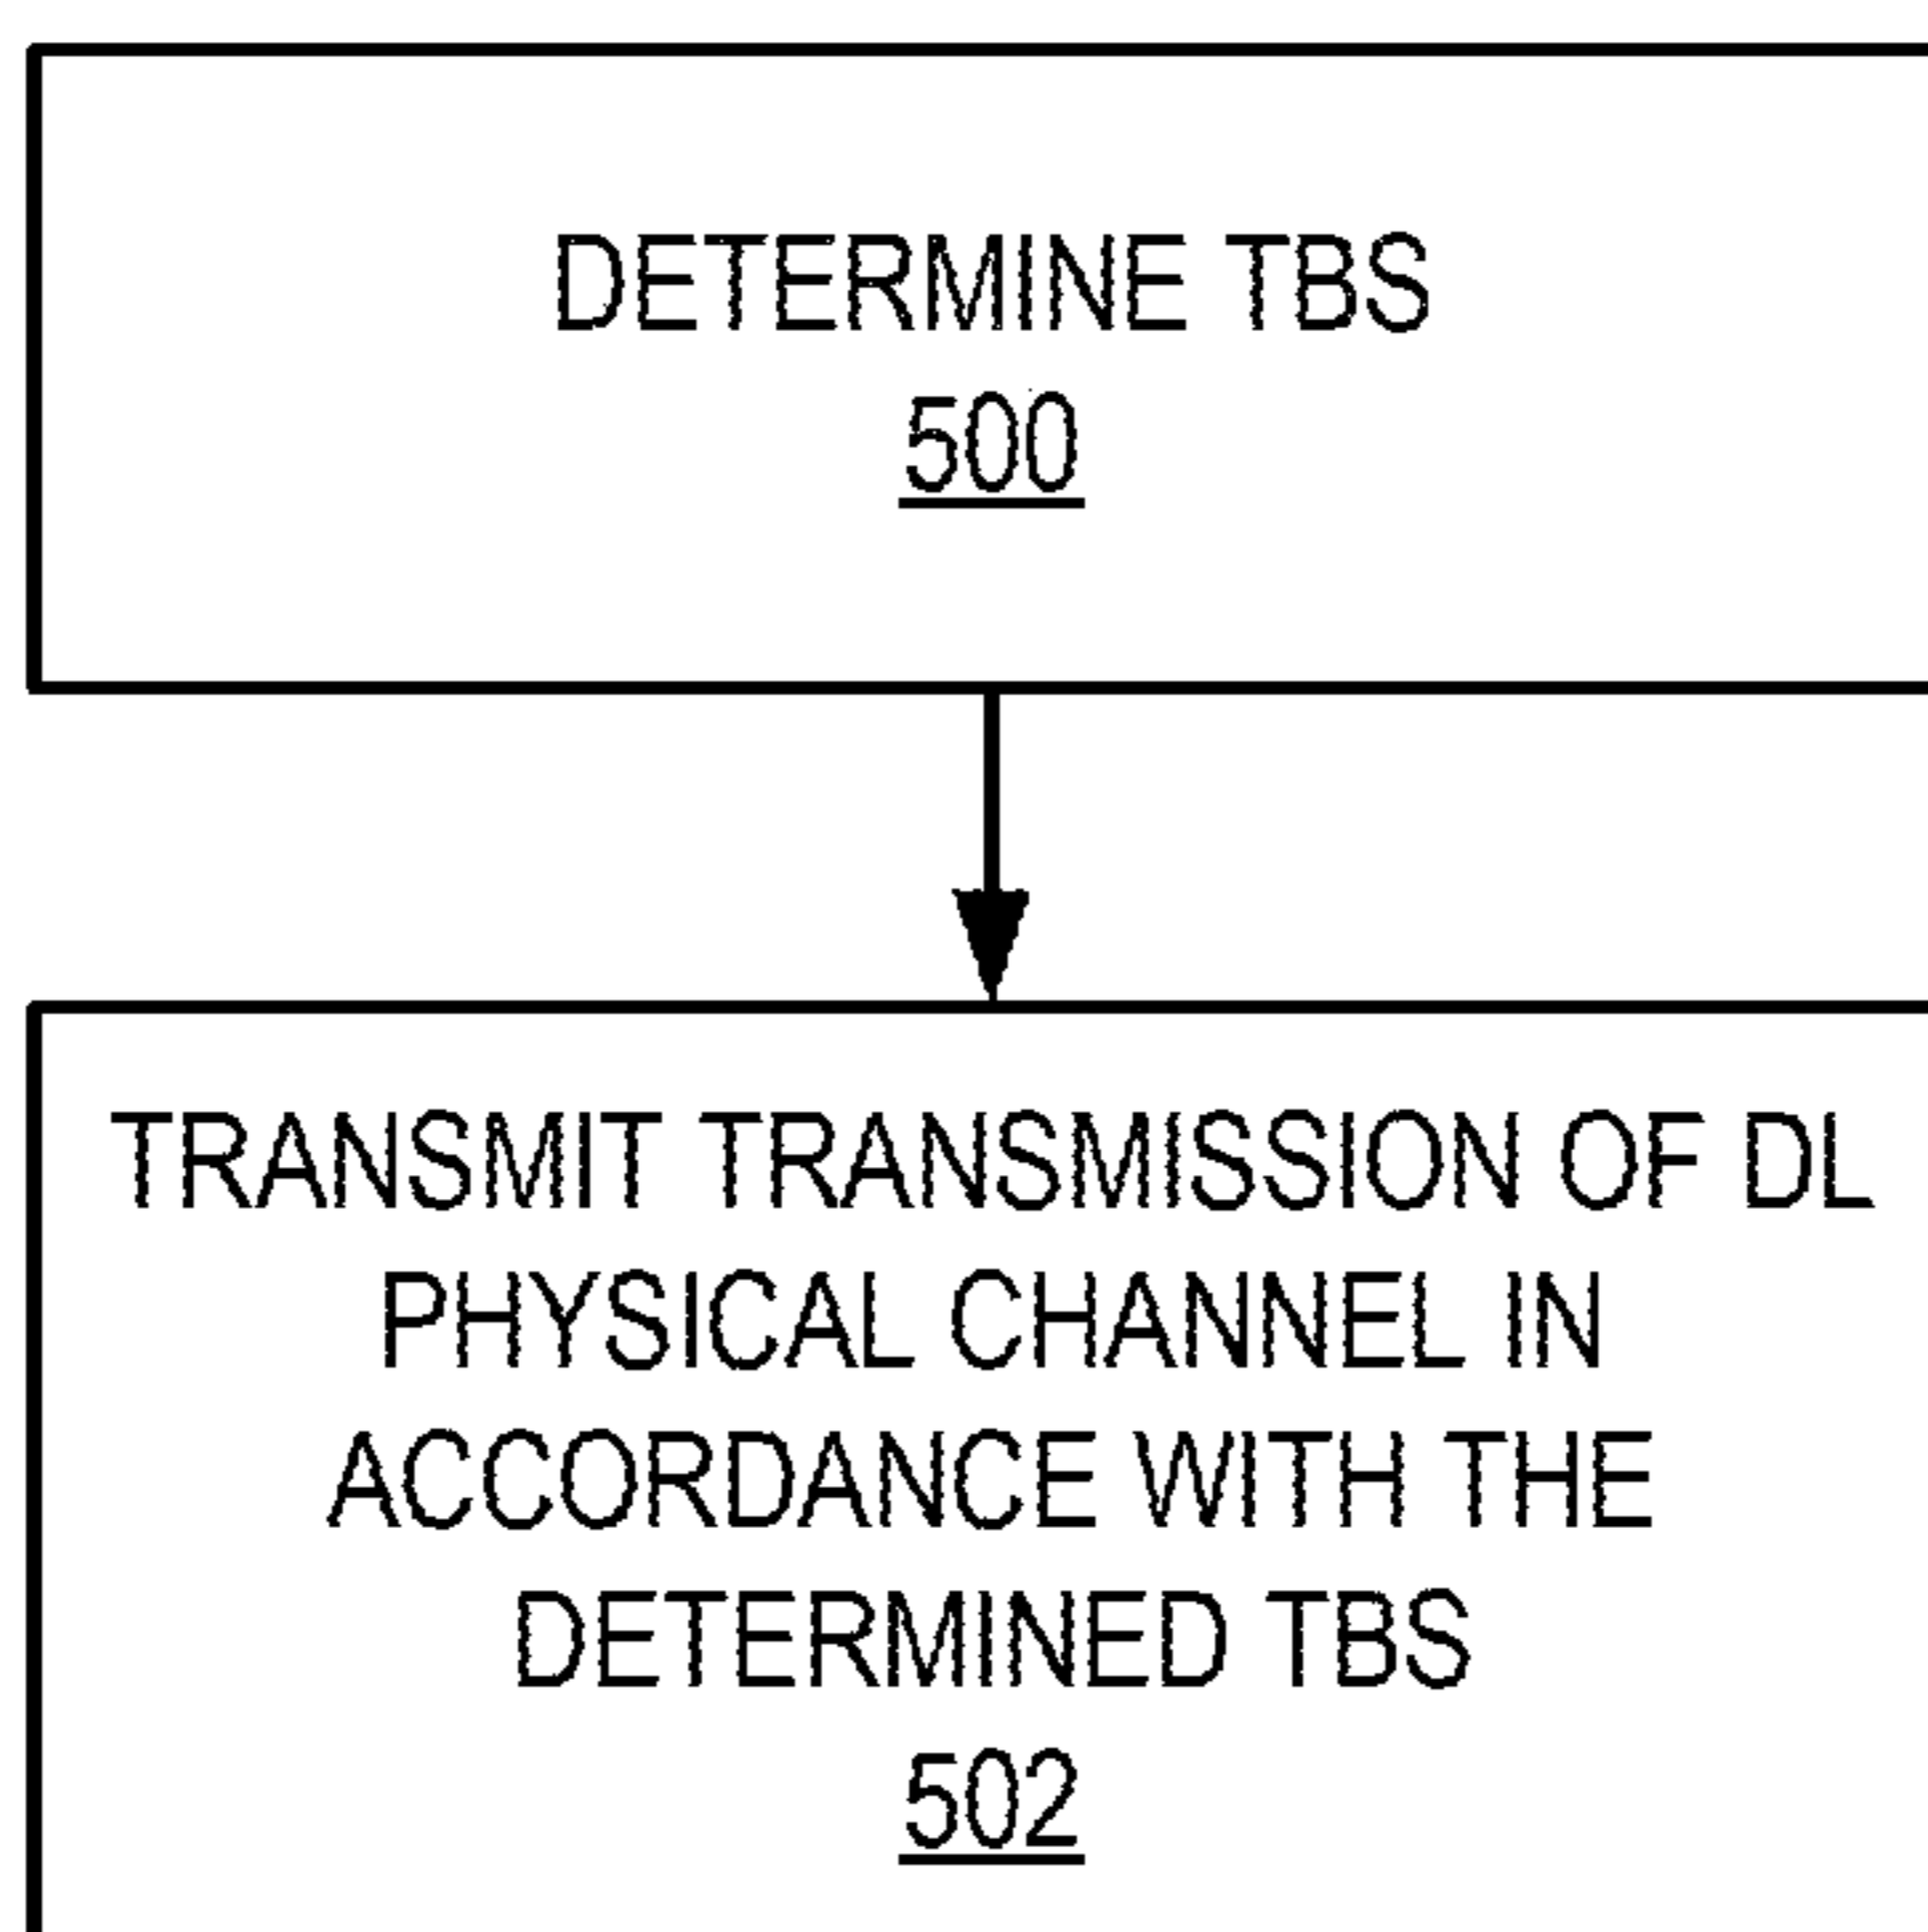 DETERMINE TBS
500
TRANSMIT TRANSMISSION OF DL
PHYSICAL CHANNEL IN
ACCORDANCE WITH THE
DETERMINED TBS
502